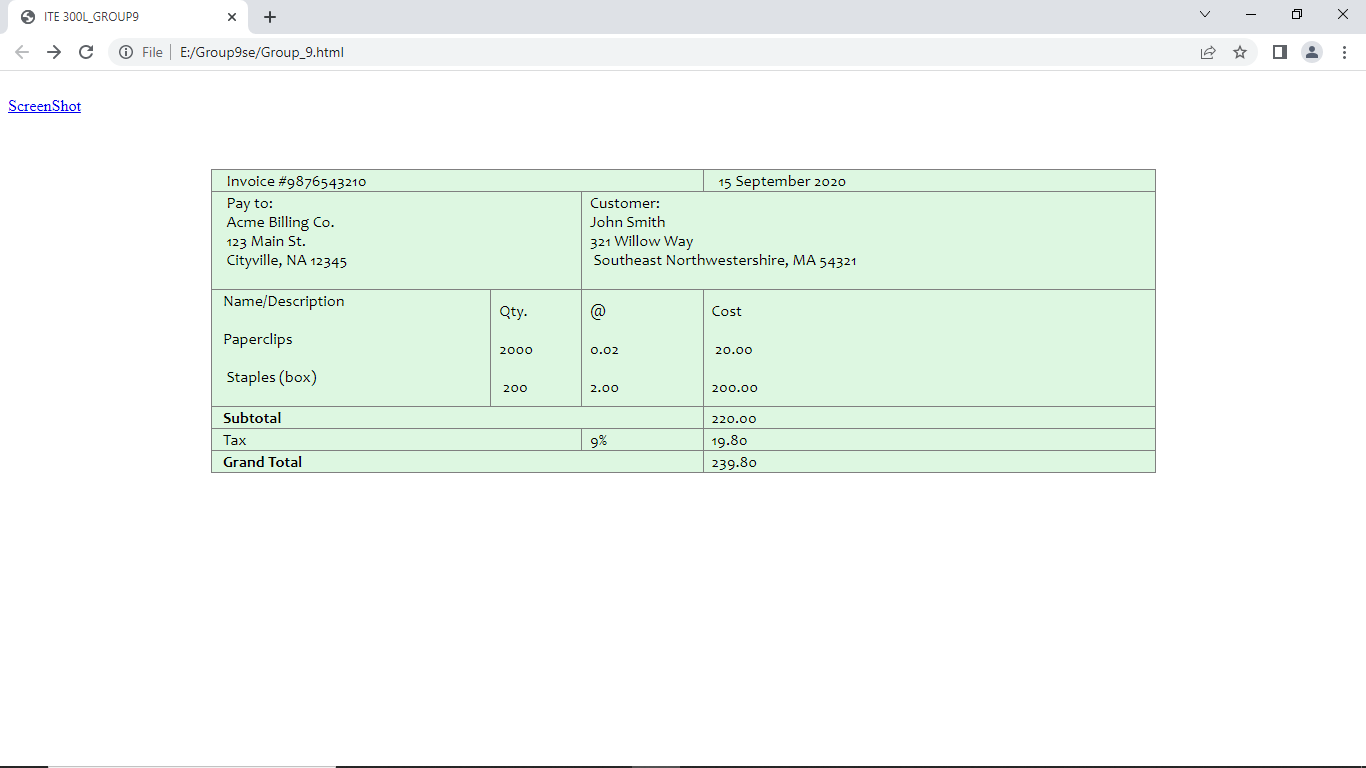 ITE 300L_GROUP9
File E:/Group9se/Group_9.html
ScreenShot
Invoice #9876543210 15 September 2020
Pay to: Customer:
Acme Billing Co. John Smith
123 Main St. 321 Willow Way
Cityville, NA 12345 Southeast Northwestershire, MA 54321
Name/Description Qty. @ Cost
Paperclips 2000 0.02 20.00
Staples (box) 200 2.00 200.00
Subtotal 220.00
Tax 9% 19.80
Grand Total 239.80